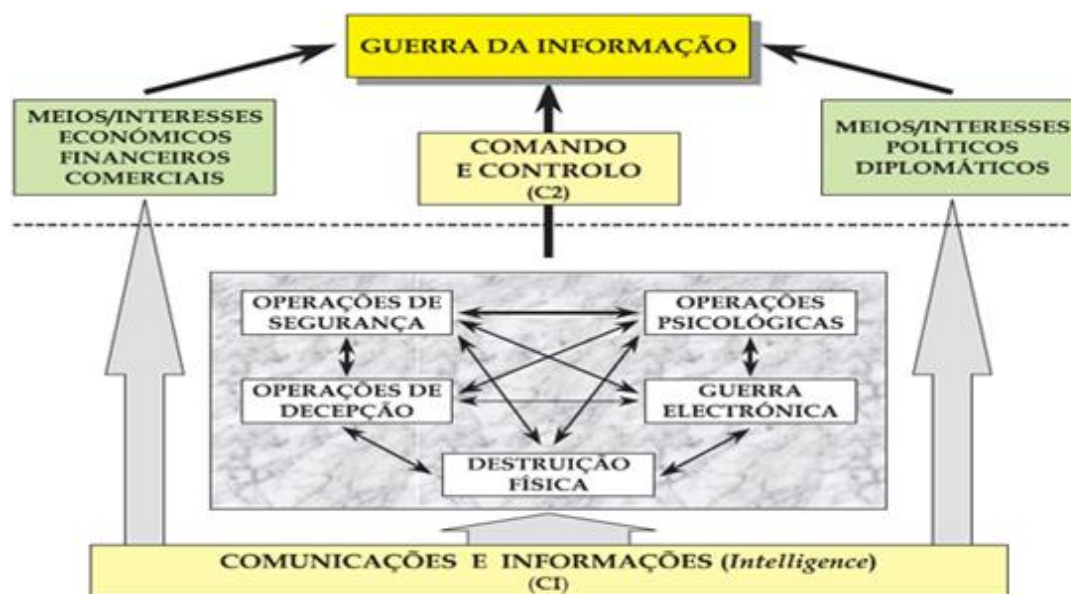 GUERRA DA INFORMAÇÃO
MEIOS/INTERESSES
ECONÓMICOS
FINANCEIROS
COMERCIAIS
COMANDO
E CONTROLO
(C2)
MEIOS/INTERESSES
POLÍTICOS
DIPLOMÁTICOS
OPERAÇÕES DE
SEGURANÇA
OPERAÇÕES
PSICOLÓGICAS
OPERAÇÕES DE
DECEPÇÃO
GUERRA
ELECTRÓNICA
DESTRUIÇÃO
FÍSICA
COMUNICAÇÕES E INFORMAÇÕES (Intelligence)
(CI)